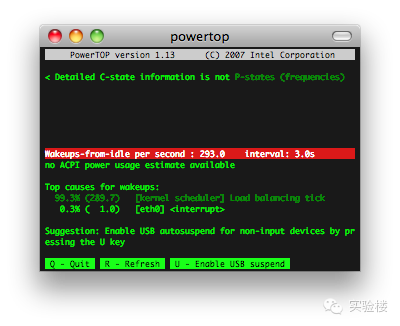 powertop
PowerTOP version 1.13 (C) 2007 Intel Corporation
< Detailed C-state information is not P-states (frequencies)
Wakeups-from-idle per second : 293.0 interval: 3.0s
no ACPI power usage estimate available
Top causes for wakeups:
99.3% (289.7) [kernel scheduler] Load balancing tick
0.3% ( 1.0) [eth0] <interrupt>
Suggestion: Enable USB autosuspend for non-input devices by pr
essing the U key
Q - Quit R - Refresh U - Enable USB suspend
实验楼